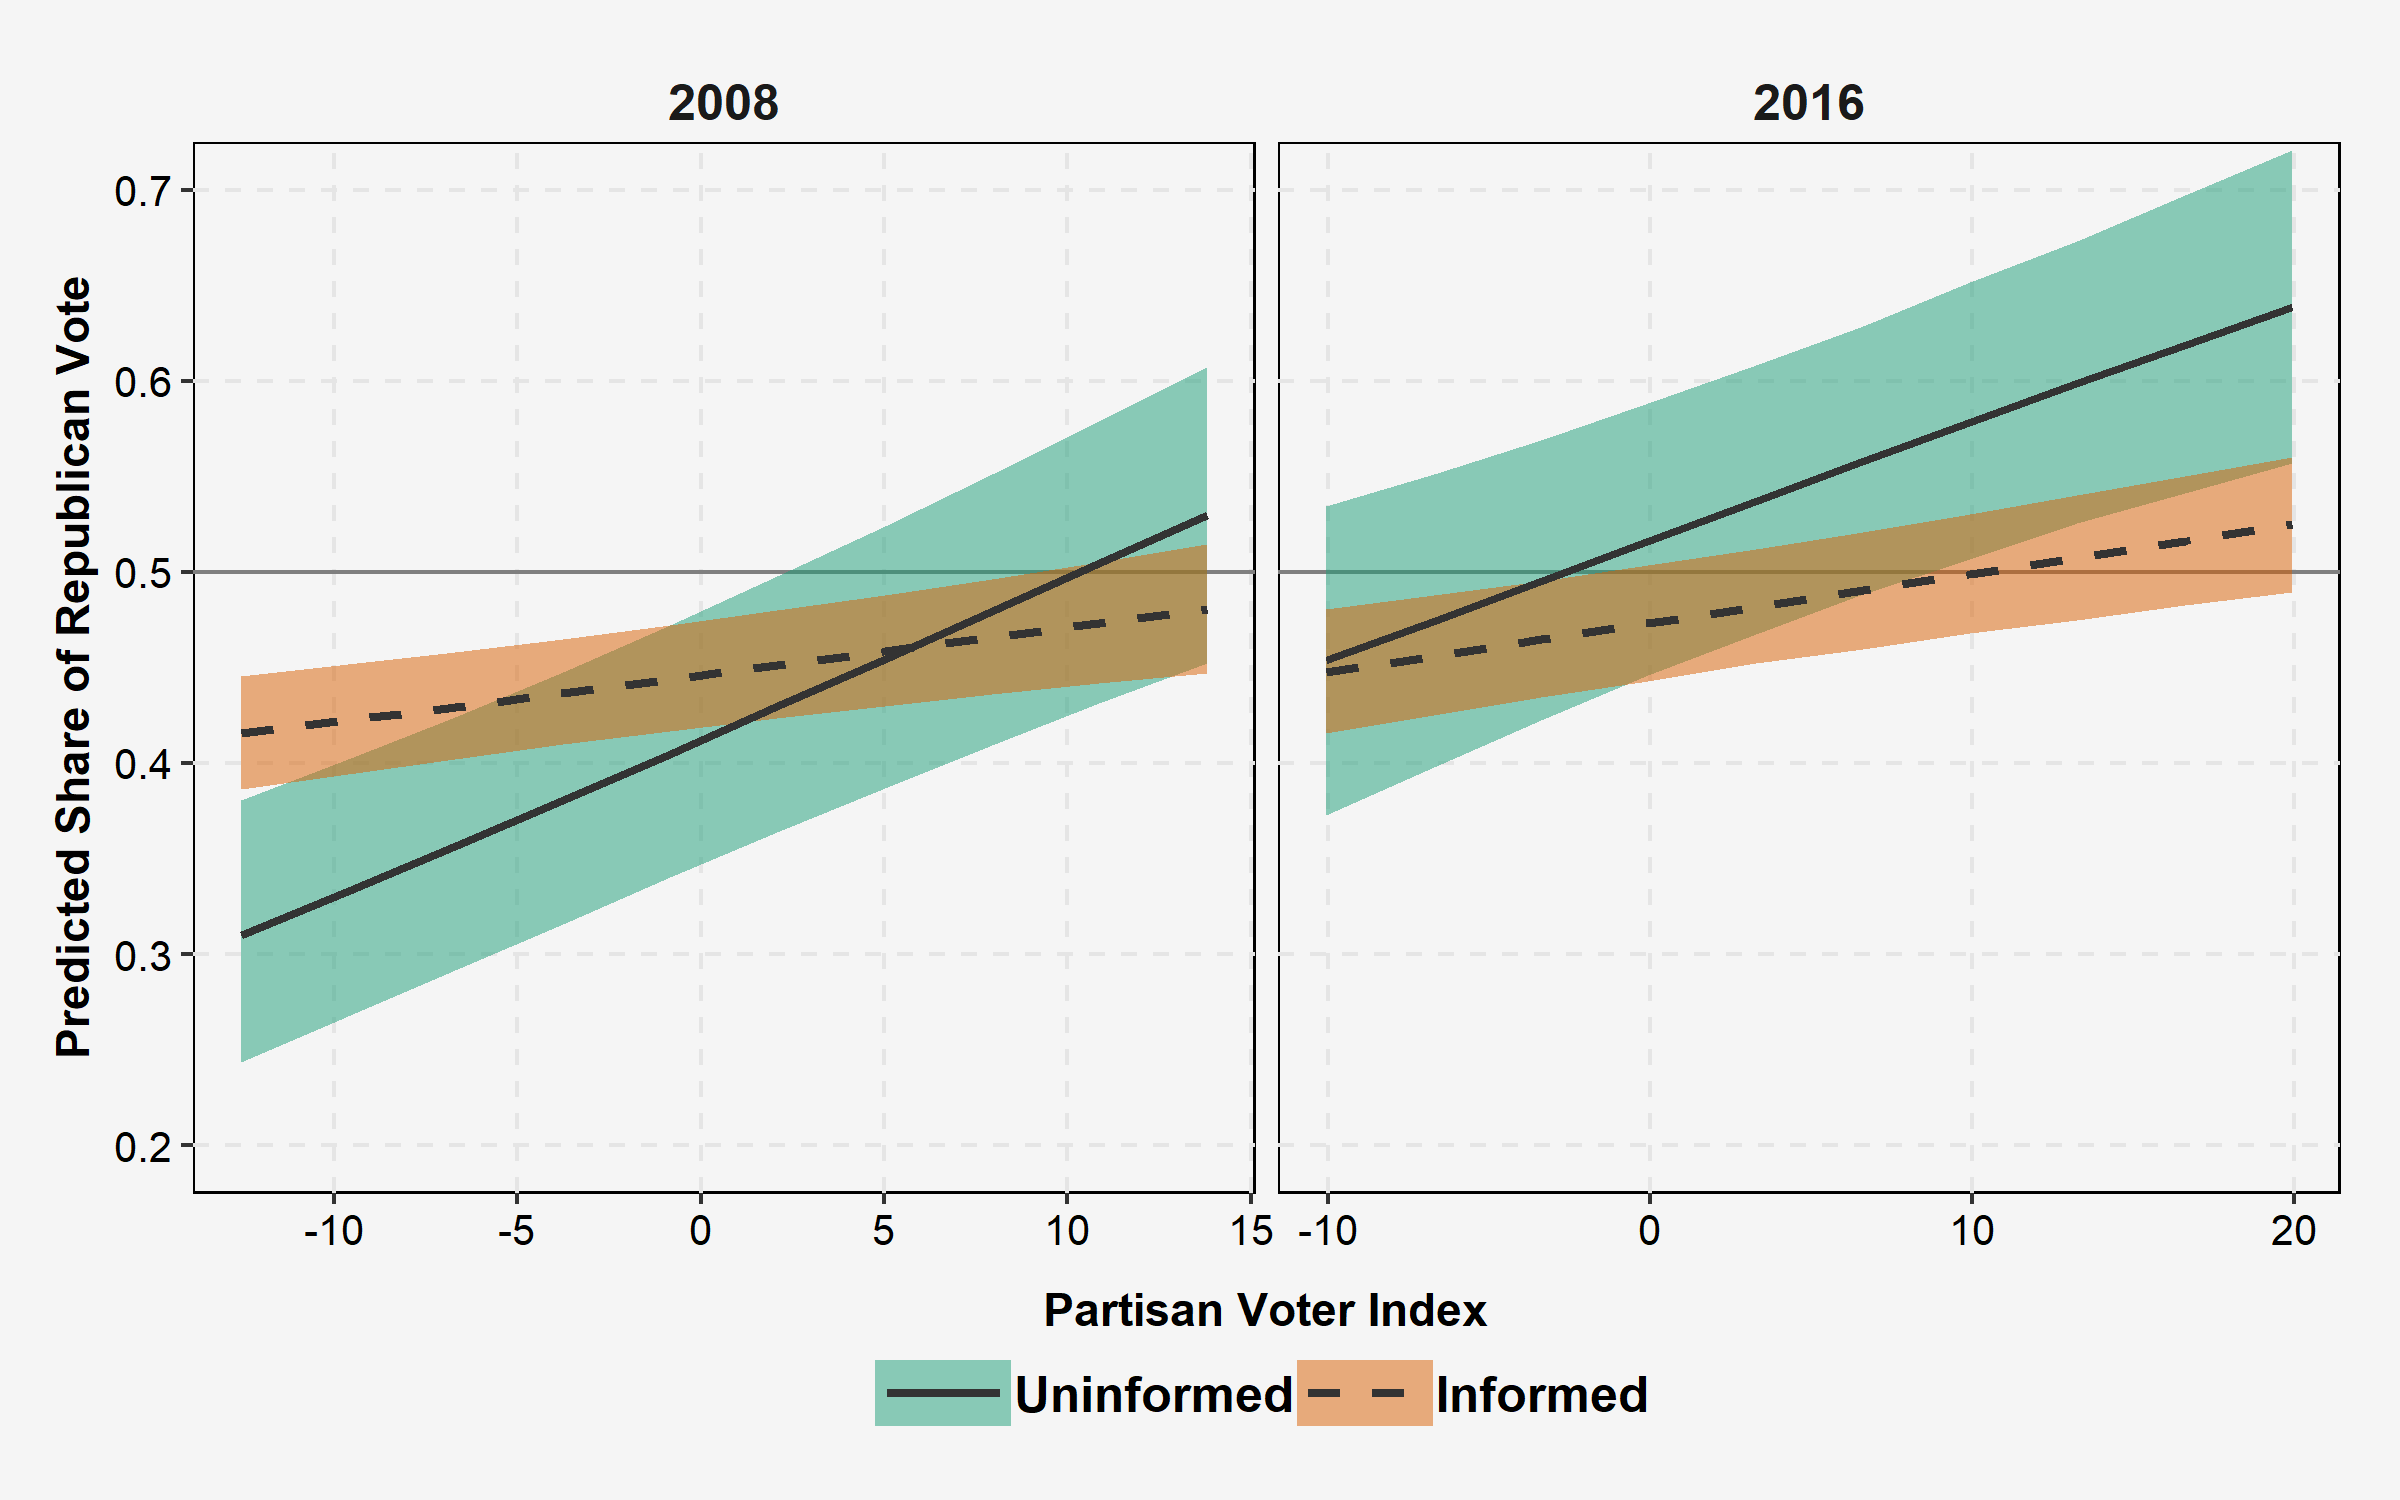 2008
2016
Predicted Share of Republican Vote
0.7
0.6
0.5
0.4
0.3
0.2
-10 -5 0 5 10 15
-10 0 10 20
Partisan Voter Index
Uninformed Informed